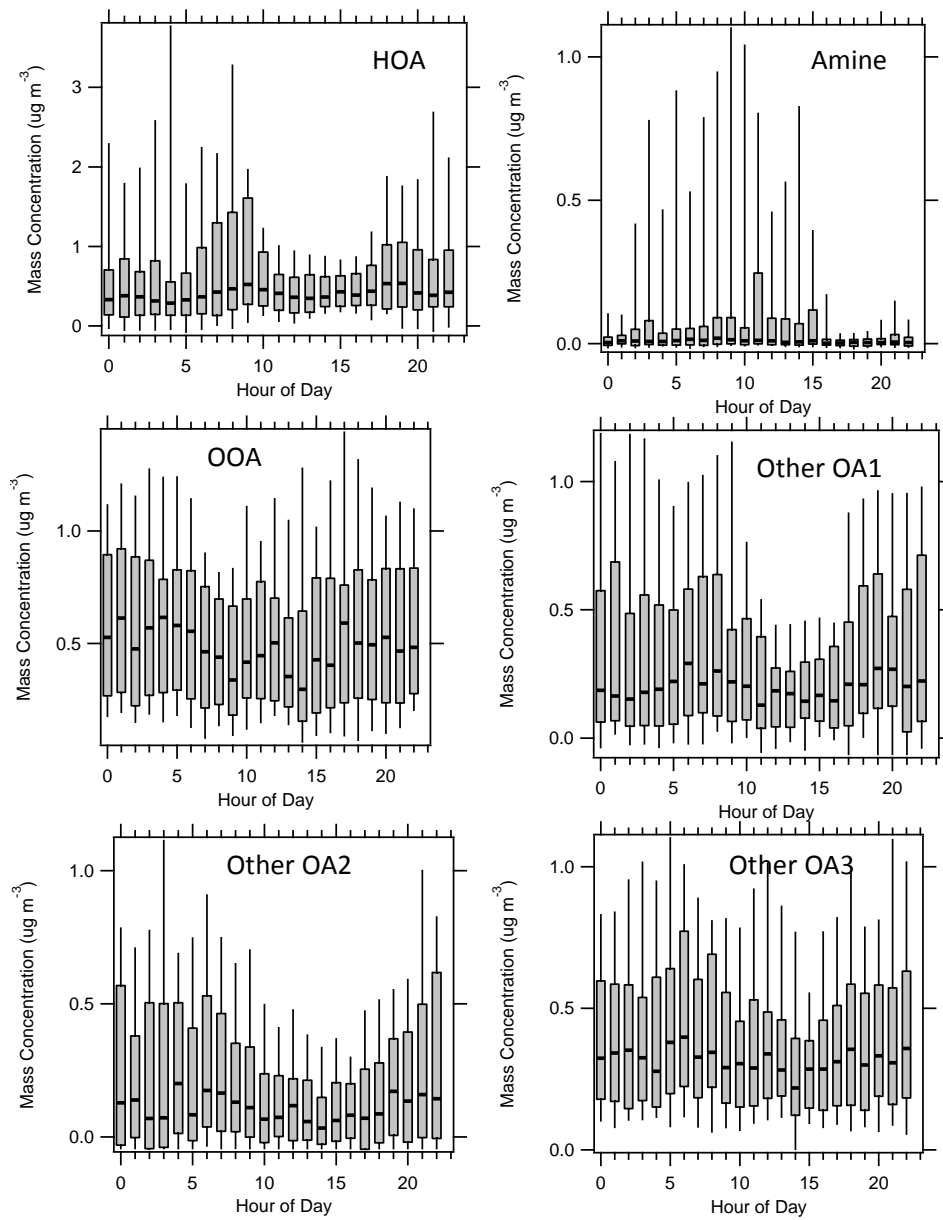 HOA
Mass Concentration (ug m-3)
3
2
1
0
0 5 10 15 20
Hour of Day
Amine
Mass Concentration (ug m-3)
1.0
0.5
0.0
0 5 10 15 20
Hour of Day
OOA
Mass Concentration (ug m-3)
1.0
0.5
0 5 10 15 20
Hour of Day
Other OA1
Mass Concentration (ug m-3)
1.0
0.5
0.0
0 5 10 15 20
Hour of Day
Other OA2
Mass Concentration (ug m-3)
1.0
0.5
0.0
0 5 10 15 20
Hour of Day
Other OA3
Mass Concentration (ug m-3)
1.0
0.5
0.0
0 5 10 15 20
Hour of Day